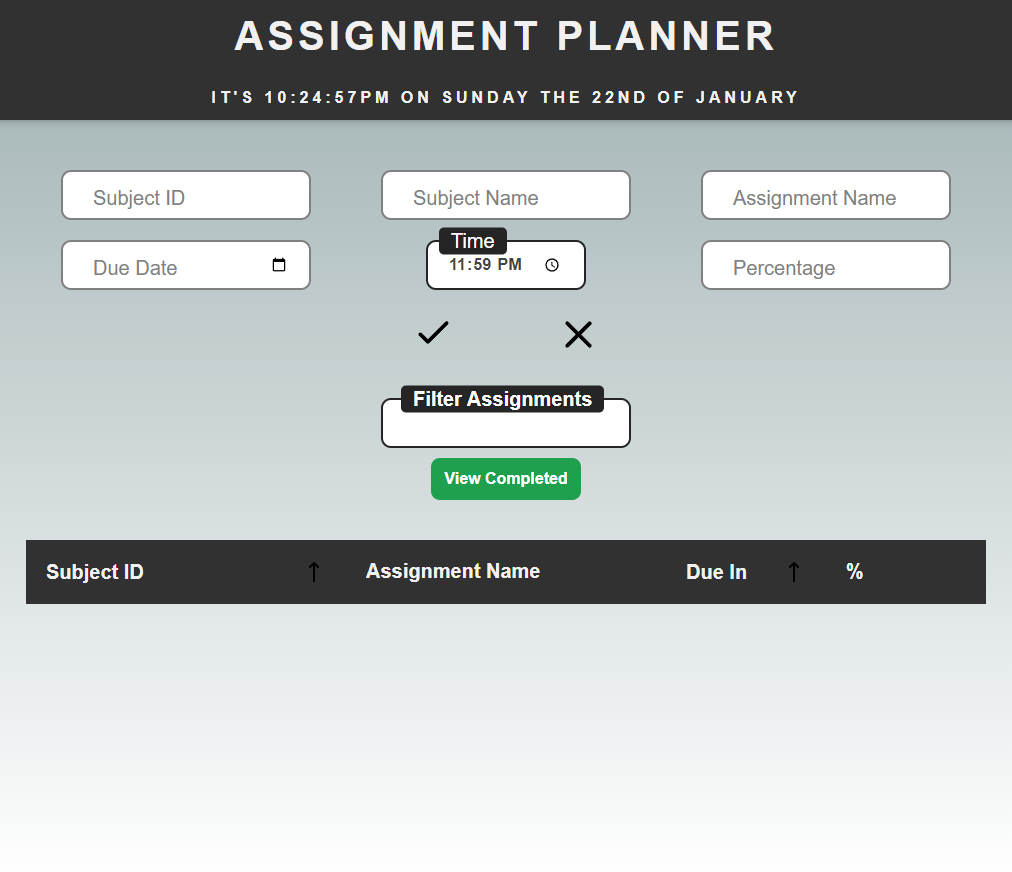 ASSIGNMENT PLANNER
IT'S 10:24:57PM ON SUNDAY THE 22ND OF JANUARY
Subject ID
Subject Name
Assignment Name
Due Date
Time
11:59 PM
Percentage
Filter Assignments
View Completed
Subject ID ↑ Assignment Name Due In ↑ %